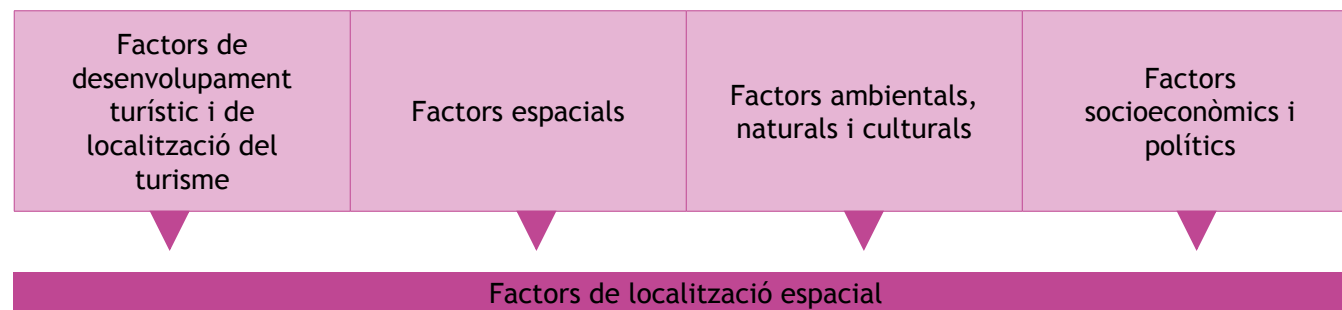 Factors de
desenvolupament
turístic i de
localització del
turisme
Factors espacials
Factors ambientals,
naturals i culturals
Factors
socioeconòmics i
polítics
Factors de localització espacial